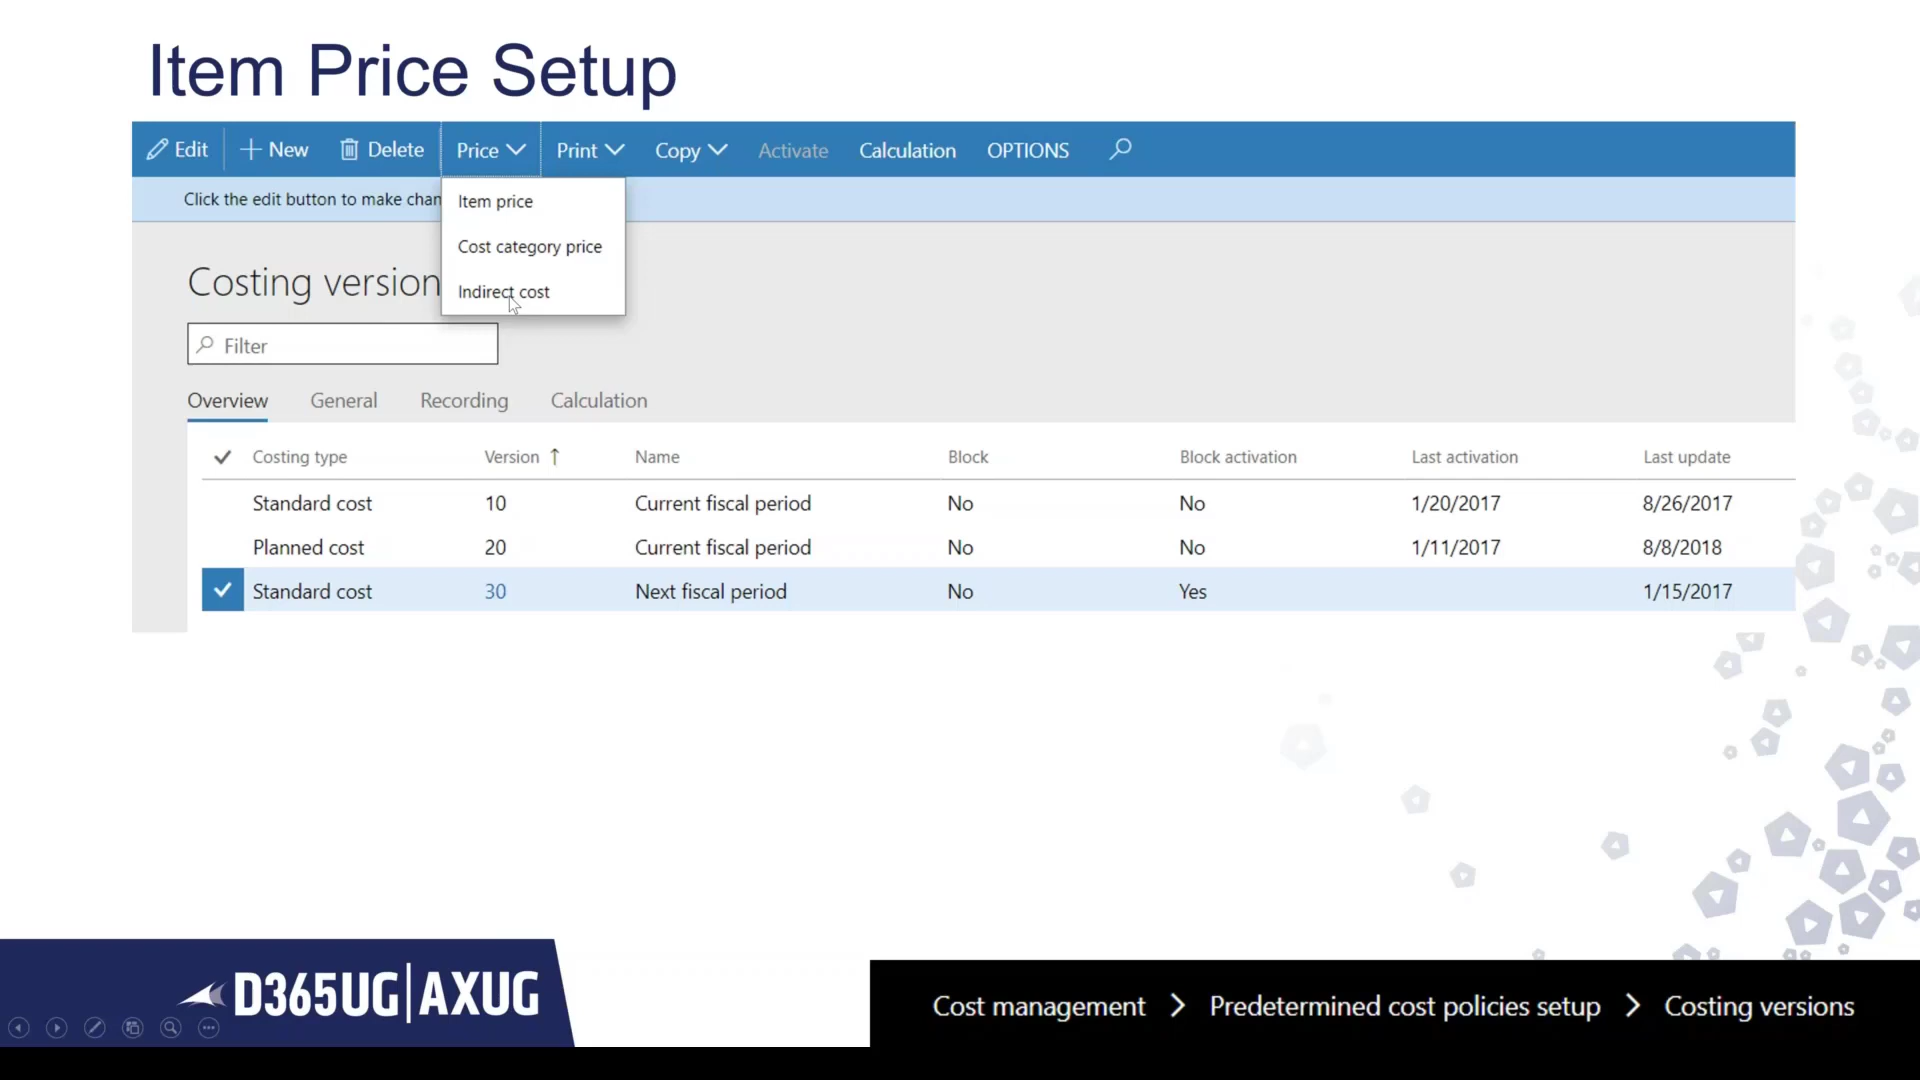 Item Price Setup
Edit New Delete Price Print Copy Activate Calculation OPTIONS
Click the edit button to make chan
Item price
Cost category price
Indirect cost
Costing version
Filter
Overview General Recording Calculation
Costing type Version ↑ Name Block Block activation Last activation Last update
Standard cost 10 Current fiscal period No No 1/20/2017 8/26/2017
Planned cost 20 Current fiscal period No No 1/11/2017 8/8/2018
Standard cost 30 Next fiscal period No Yes 1/15/2017
D365UG|AXUG
Cost management > Predetermined cost policies setup > Costing versions